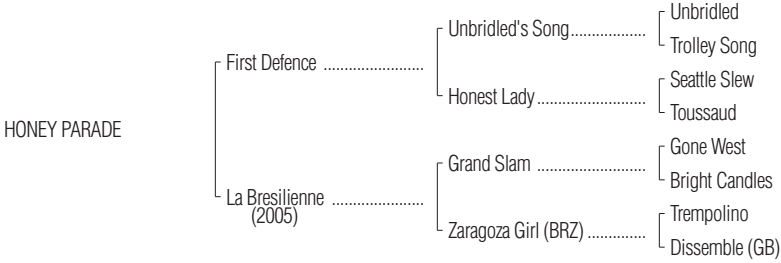 HONEY PARADE
First Defence ........................
La Bresilienne ......................
(2005)
Unbridled's Song..................
Honest Lady..........................
Grand Slam ..........................
Zaragoza Girl (BRZ) ..............
Unbridled
Trolley Song
Seattle Slew
Toussaud
Gone West
Bright Candles
Trempolino
Dissemble (GB)